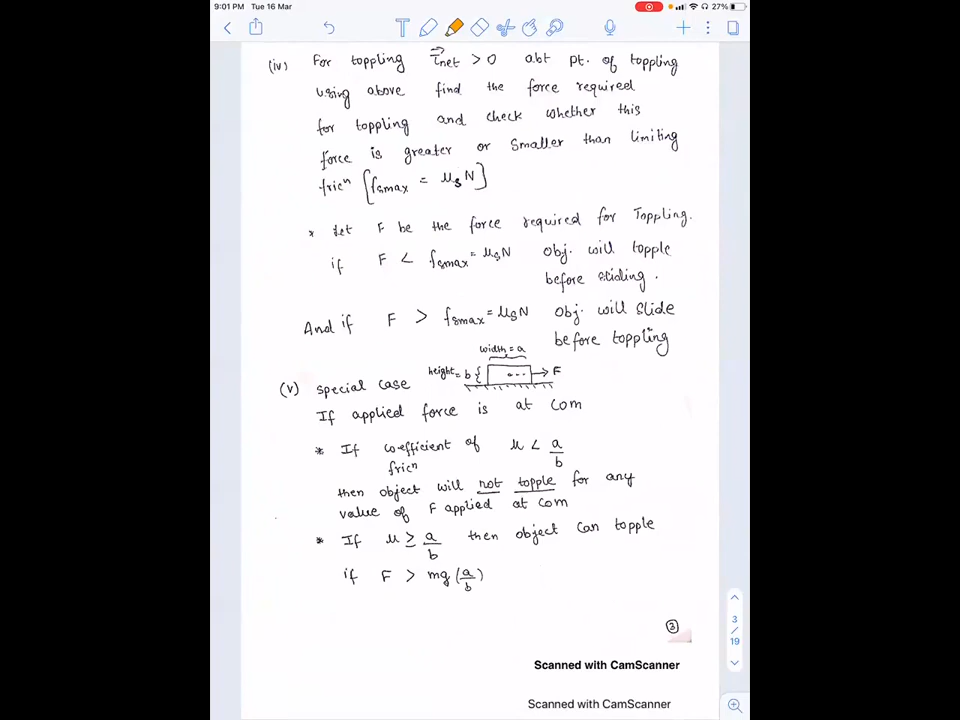 9:01 PM Tue 16 Mar
27%
(iv) For toppling τnet > 0 abt pt. of toppling
using above find the force required
for toppling and check whether this
force is greater or smaller than limiting
fricⁿ [fsmax = μsN]
* Let F be the force required for Toppling.
if F < fsmax = μsN obj. will topple
before sliding.
And if F > fsmax = μsN obj. will slide
before toppling
width = a
height = b { F
(v) special case
If applied force is at COM
* If coefficient of μ < a/b
fricⁿ
then object will not topple for any
value of F applied at COM
* If μ ≥ a/b then object can topple
if F > mg(a/b)
3
3
/
19
Scanned with CamScanner
Scanned with CamScanner